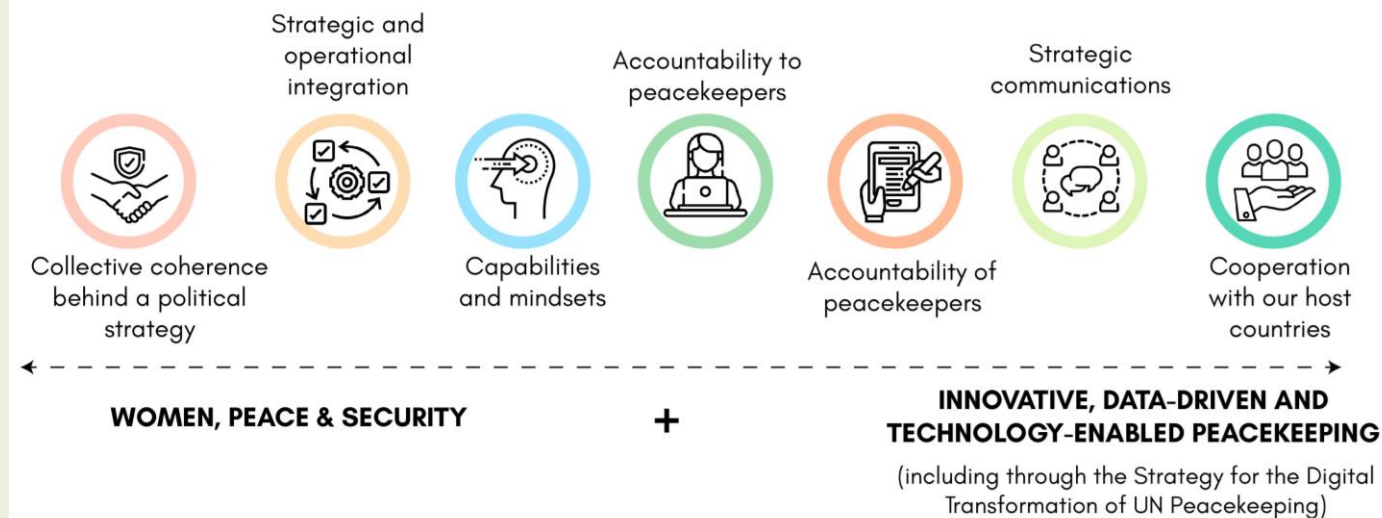 Strategic and
operational
integration
Accountability to
peacekeepers
Strategic
communications
Collective coherence
behind a political
strategy
Capabilities
and mindsets
Accountability of
peacekeepers
Cooperation
with our host
countries
WOMEN, PEACE & SECURITY
+
INNOVATIVE, DATA-DRIVEN AND
TECHNOLOGY-ENABLED PEACEKEEPING
(including through the Strategy for the Digital
Transformation of UN Peacekeeping)